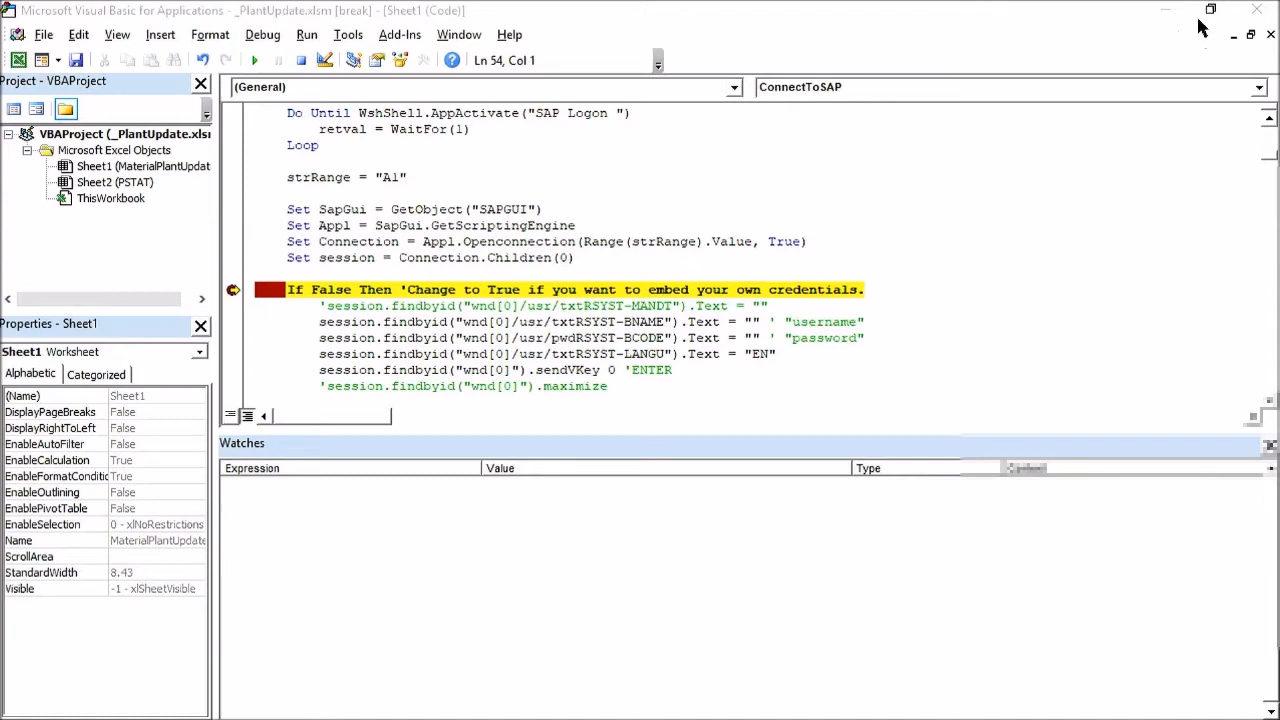 Microsoft Visual Basic for Applications - _PlantUpdate.xlsm [break] - [Sheet1 (Code)]
File Edit View Insert Format Debug Run Tools Add-Ins Window Help
Ln 54, Col 1
Project - VBAProject
(General) ConnectToSAP
VBAProject (_PlantUpdate.xlsm
Microsoft Excel Objects
Sheet1 (MaterialPlantUpdat
Sheet2 (PSTAT)
ThisWorkbook
Do Until WshShell.AppActivate("SAP Logon ")
retval = WaitFor(1)
Loop
strRange = "A1"
Set SapGui = GetObject("SAPGUI")
Set Appl = SapGui.GetScriptingEngine
Set Connection = Appl.Openconnection(Range(strRange).Value, True)
Set session = Connection.Children(0)
If False Then 'Change to True if you want to embed your own credentials.
'session.findbyid("wnd[0]/usr/txtRSYST-MANDT").Text = ""
session.findbyid("wnd[0]/usr/txtRSYST-BNAME").Text = "" ' "username"
session.findbyid("wnd[0]/usr/pwdRSYST-BCODE").Text = "" ' "password"
session.findbyid("wnd[0]/usr/txtRSYST-LANGU").Text = "EN"
session.findbyid("wnd[0]").sendVKey 0 'ENTER
'session.findbyid("wnd[0]").maximize
Properties - Sheet1
Sheet1 Worksheet
Alphabetic Categorized
(Name) Sheet1
DisplayPageBreaks False
DisplayRightToLeft False
EnableAutoFilter False
EnableCalculation True
EnableFormatConditic True
EnableOutlining False
EnablePivotTable False
EnableSelection 0 - xlNoRestrictions
Name MaterialPlantUpdate
ScrollArea
StandardWidth 8.43
Visible -1 - xlSheetVisible
Watches
Expression Value Type